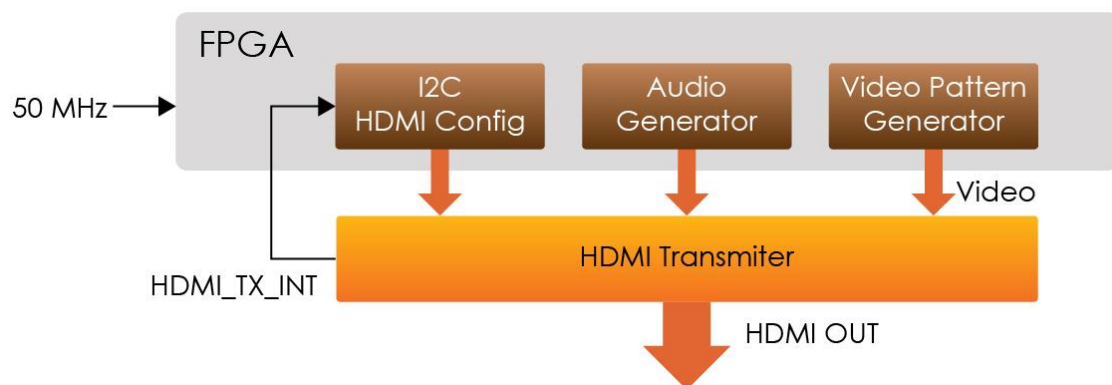 FPGA
50 MHz
I2C
HDMI Config
Audio
Generator
Video Pattern
Generator
Video
HDMI Transmiter
HDMI_TX_INT
HDMI OUT